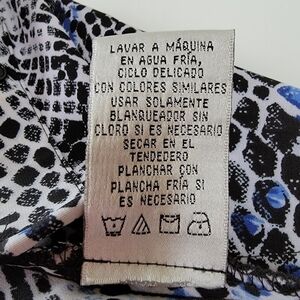 LAVAR A MÁQUINA
EN AGUA FRÍA,
CICLO DELICADO
CON COLORES SIMILARES
USAR SOLAMENTE
BLANQUEADOR SIN
CLORO SI ES NECESARIO
SECAR EN EL
TENDEDERO
PLANCHAR CON
PLANCHA FRÍA SI
ES NECESARIO